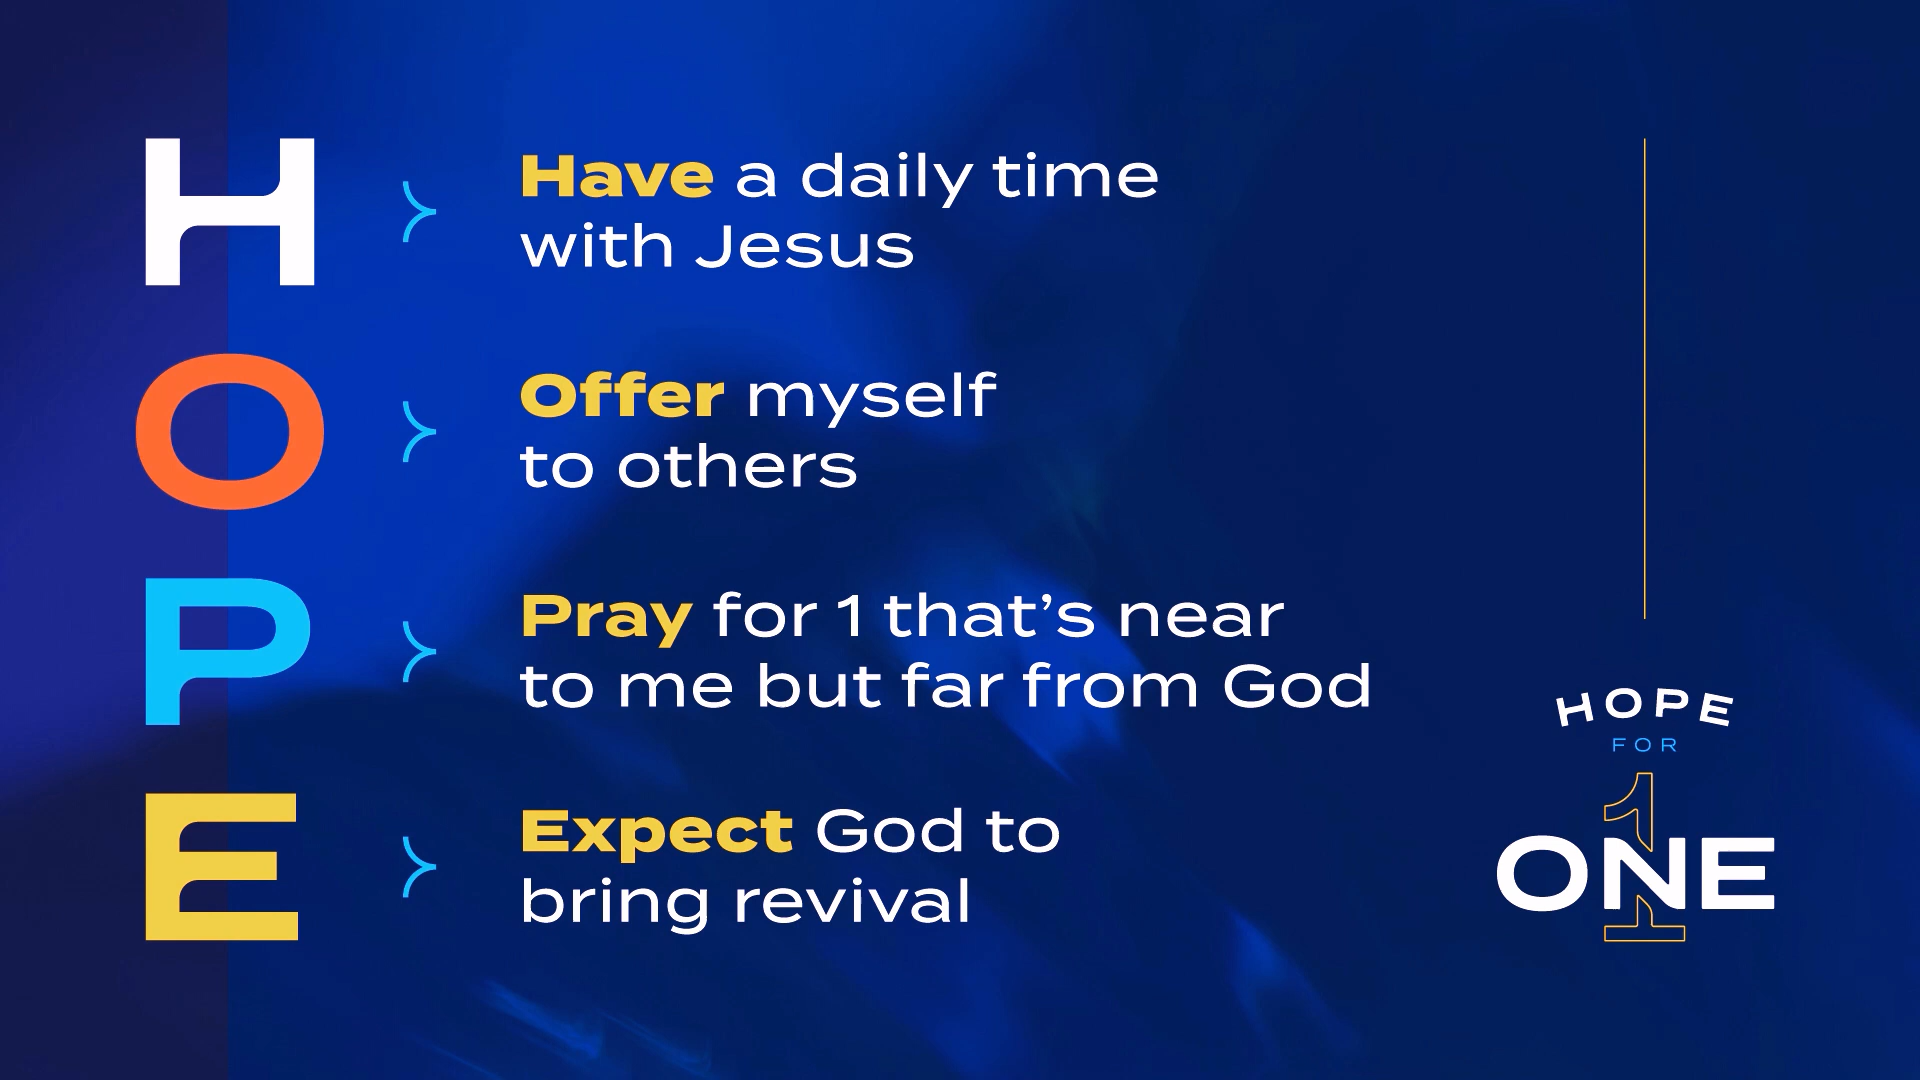 H
Have a daily time
with Jesus
O
Offer myself
to others
P
Pray for 1 that’s near
to me but far from God
E
Expect God to
bring revival
HOPE
FOR
1
ONE